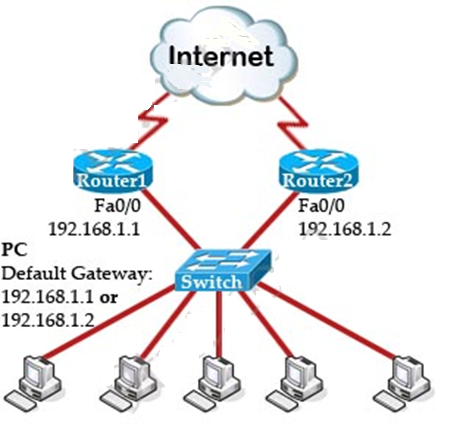 Internet
Router1
Router2
Fa0/0
192.168.1.1
Fa0/0
192.168.1.2
PC
Default Gateway:
192.168.1.1 or
192.168.1.2
Switch